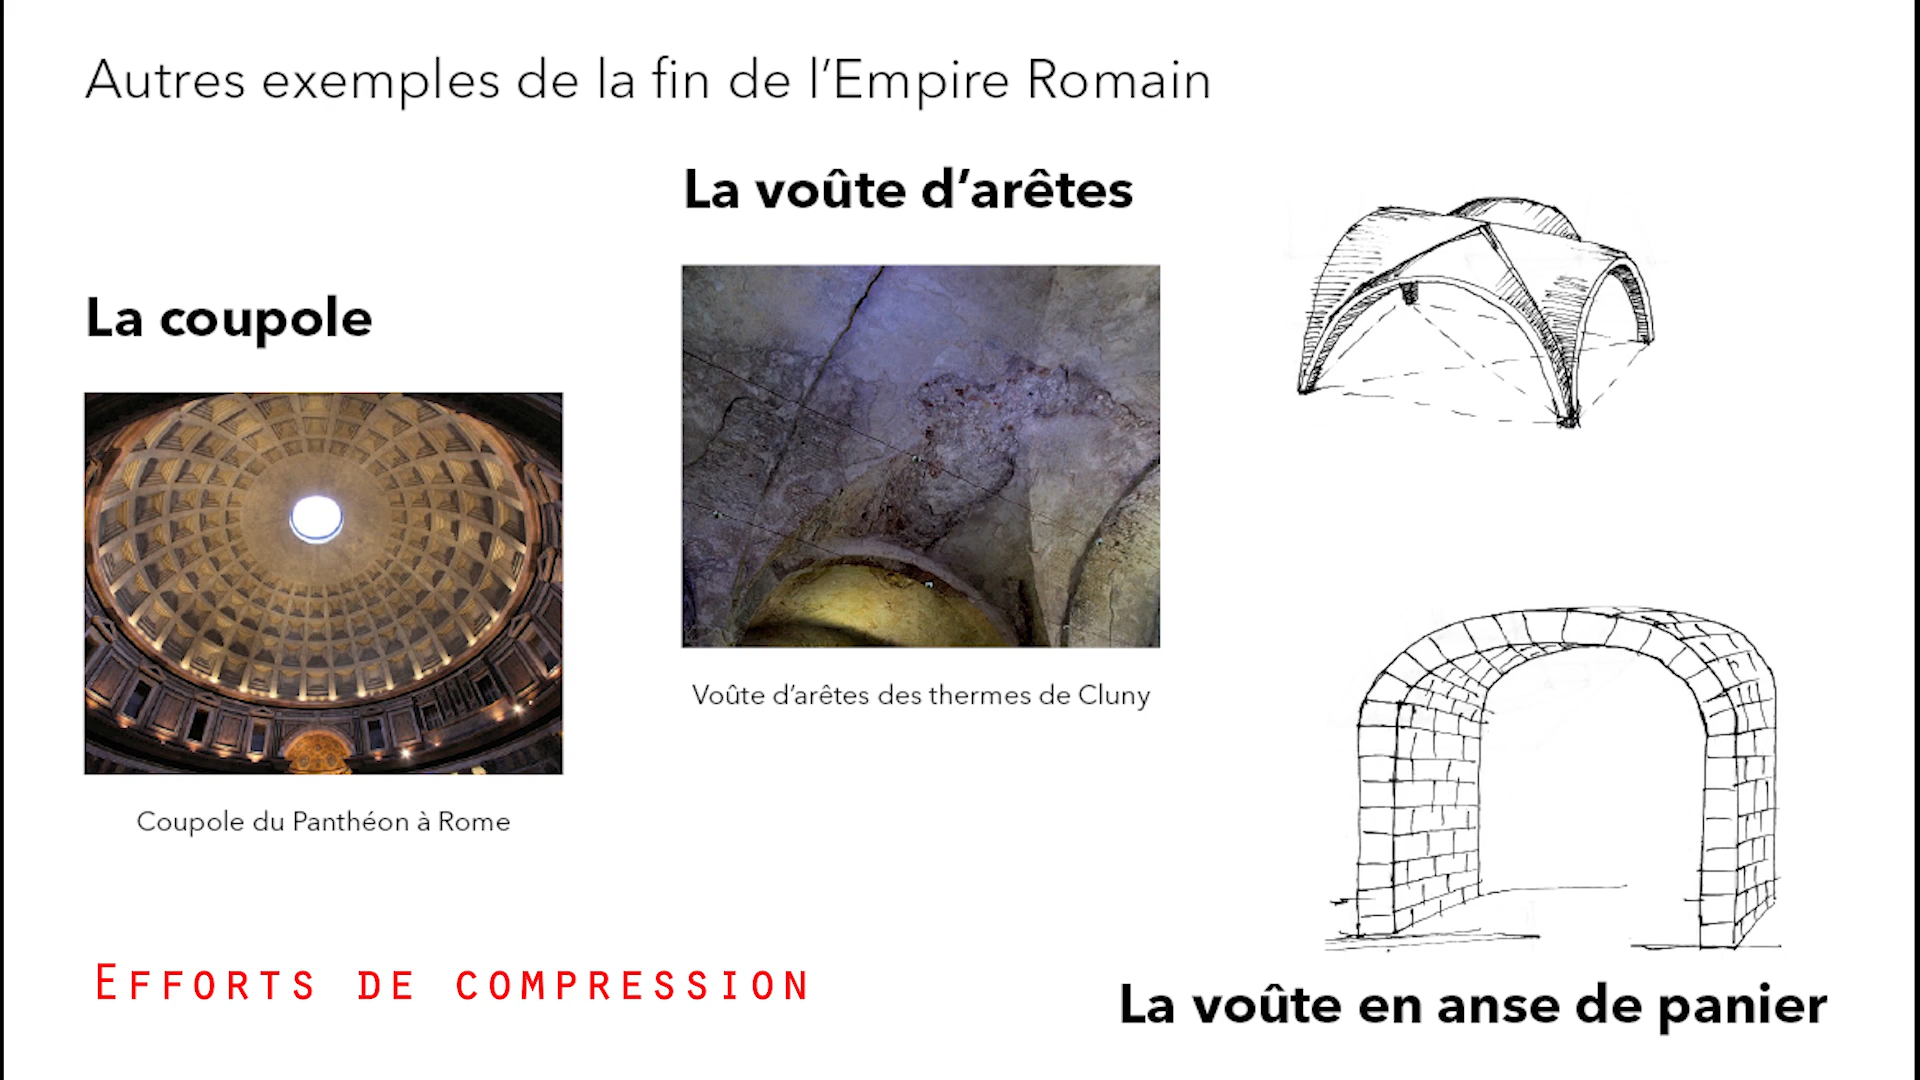 Autres exemples de la fin de l’Empire Romain
La voûte d’arêtes
La coupole
Voûte d’arêtes des thermes de Cluny
Coupole du Panthéon à Rome
EFFORTS DE COMPRESSION
La voûte en anse de panier